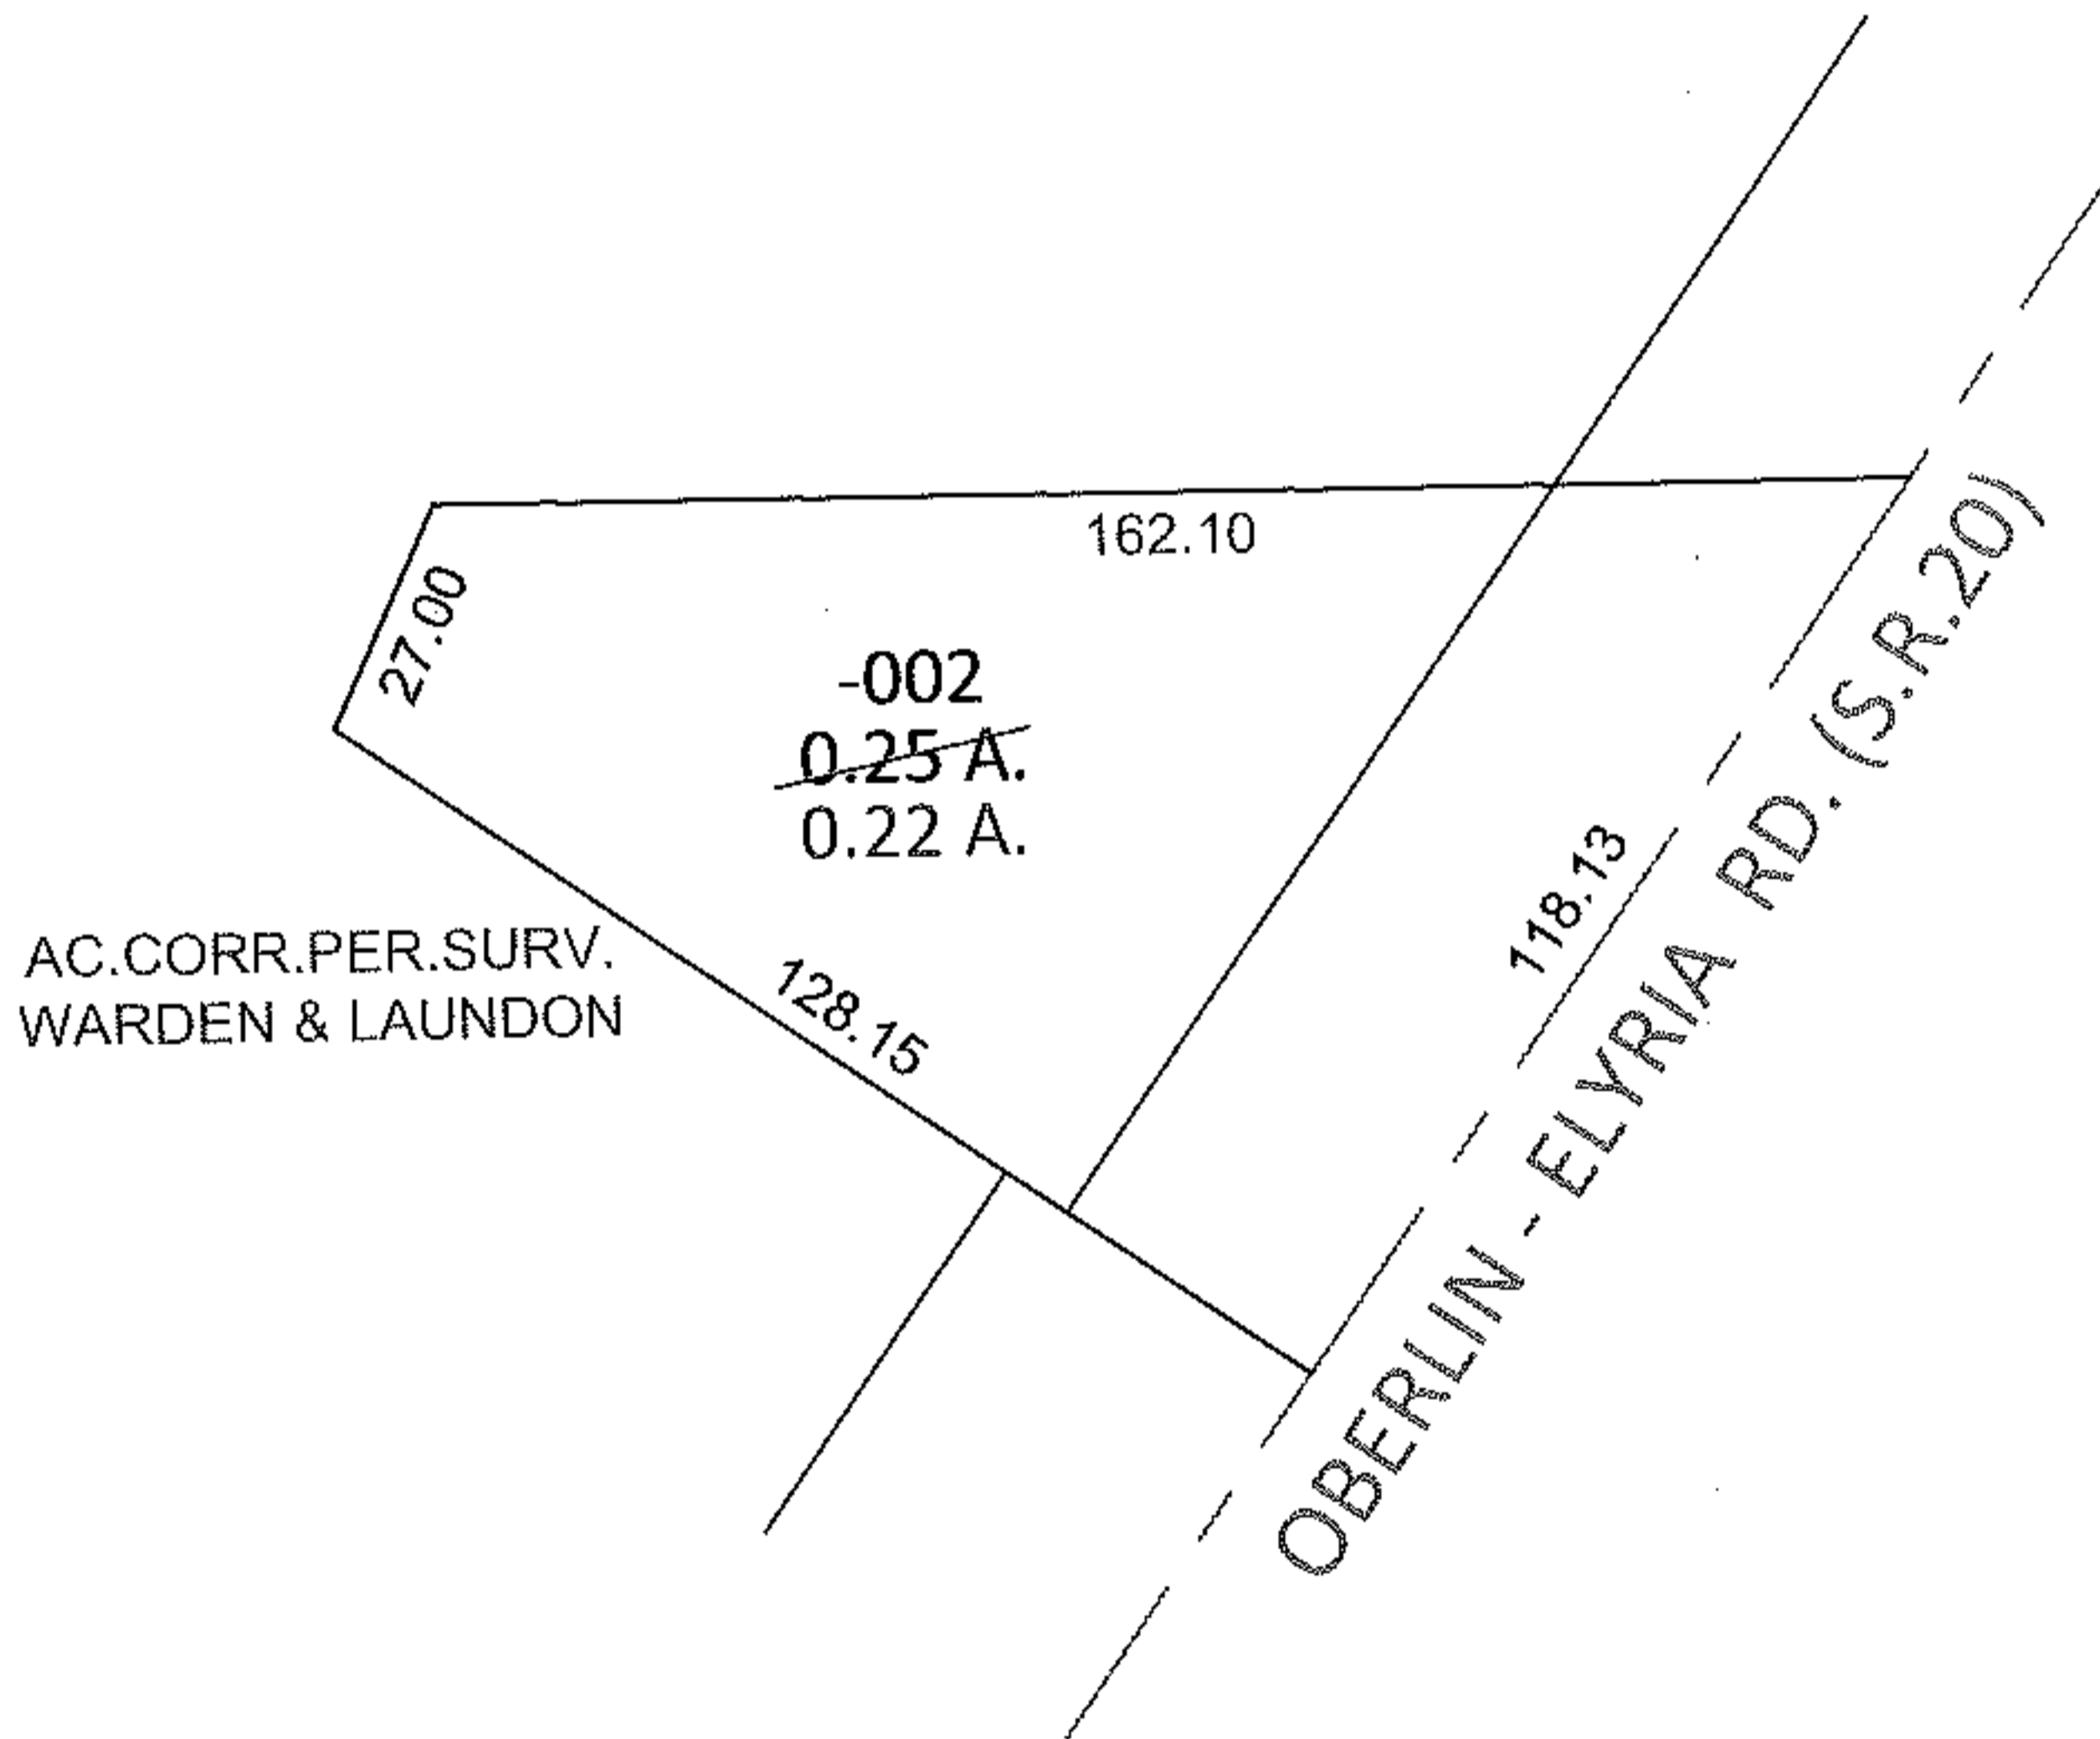 162.10
27.00
-002
0.25 A.
0.22 A.
118.13
OBERLIN - ELYRIA RD. (S.R.20)
AC.CORR.PER.SURV.
WARDEN & LAUNDON
128.15